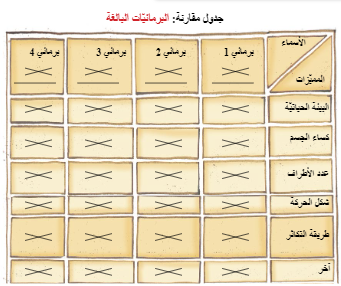 جدول مقارنة: البرمائيّات البالغة
الأسماء
المميّزات
برمائي 1
برمائي 2
برمائي 3
برمائي 4
البيئة الحياتيّة
كساء الجسم
عدد الأطراف
شكل الحركة
طريقة التكاثر
آخر